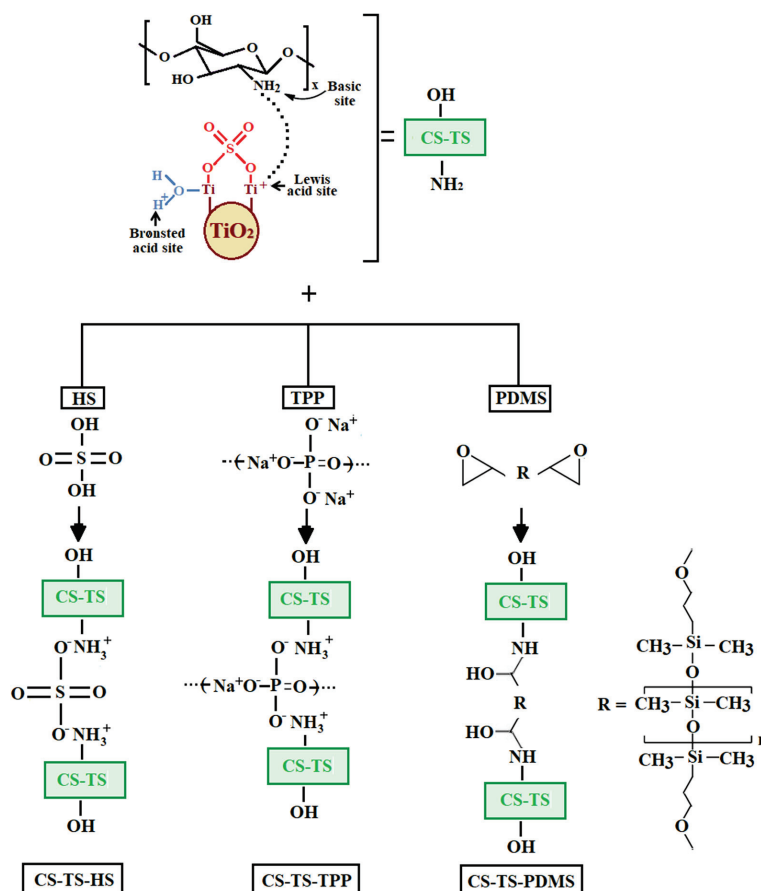 OH
O
O
O
HO
NH₂
x
Basic
site
OH
CS-TS
NH₂
=
O O
S
O O
H
O
H⁺
Ti Ti⁺
Lewis
acid site
Brønsted
acid site
TiO₂
+
HS
TPP
PDMS
OH
O=S=O
OH
O⁻ Na⁺
···(Na⁺O⁻–P=O)···
O⁻ Na⁺
O O
R
OH
CS-TS
O⁻NH₃⁺
O=S=O
O⁻NH₃⁺
CS-TS
OH
OH
CS-TS
O⁻ NH₃⁺
···(Na⁺O⁻–P=O)···
O⁻NH₃⁺
CS-TS
OH
OH
CS-TS
NH
HO
R
HO
NH
CS-TS
OH
O
CH₃–Si–CH₃
O
R = CH₃–Si–CH₃
O
CH₃–Si–CH₃
O
CS-TS-HS
CS-TS-TPP
CS-TS-PDMS